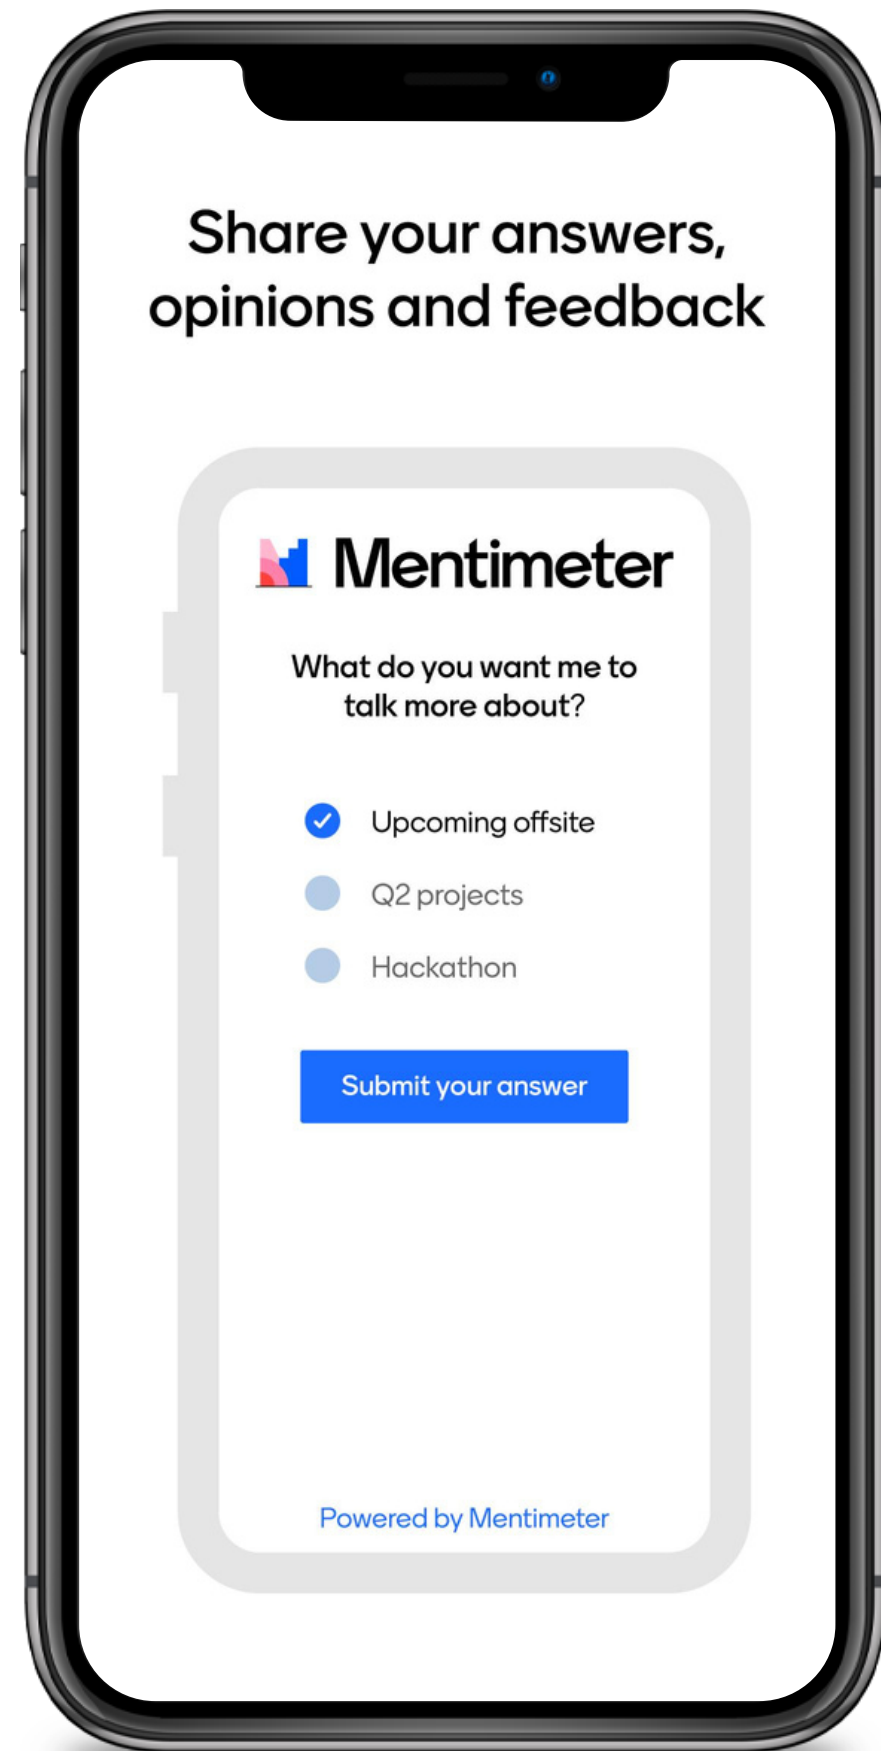 Share your answers,
opinions and feedback
Mentimeter
What do you want me to
talk more about?
Upcoming offsite
Q2 projects
Hackathon
Submit your answer
Powered by Mentimeter